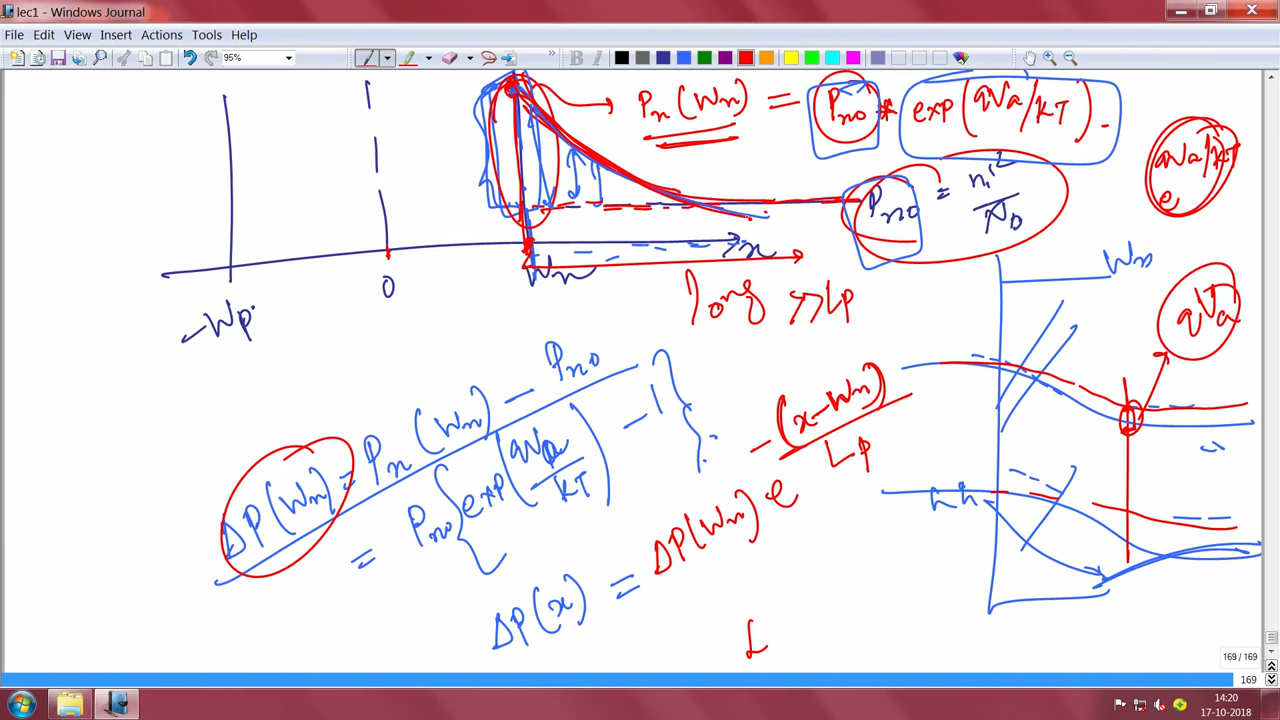 lec1 - Windows Journal
File Edit View Insert Actions Tools Help
95%
Pn(Wn) = Pno * exp(qVa/kT).
e qVa/kT
Pno = ni²/ND
x
Wn
0
-Wp
long >> LP
Wn
qVa
ΔP(Wn) = Pn(Wn) - Pno
= Pno { exp(qVa/kT) - 1 }
ΔP(x) = ΔP(Wn) e -(x-Wn)/LP
L
169 / 169
169
14:20
17-10-2018